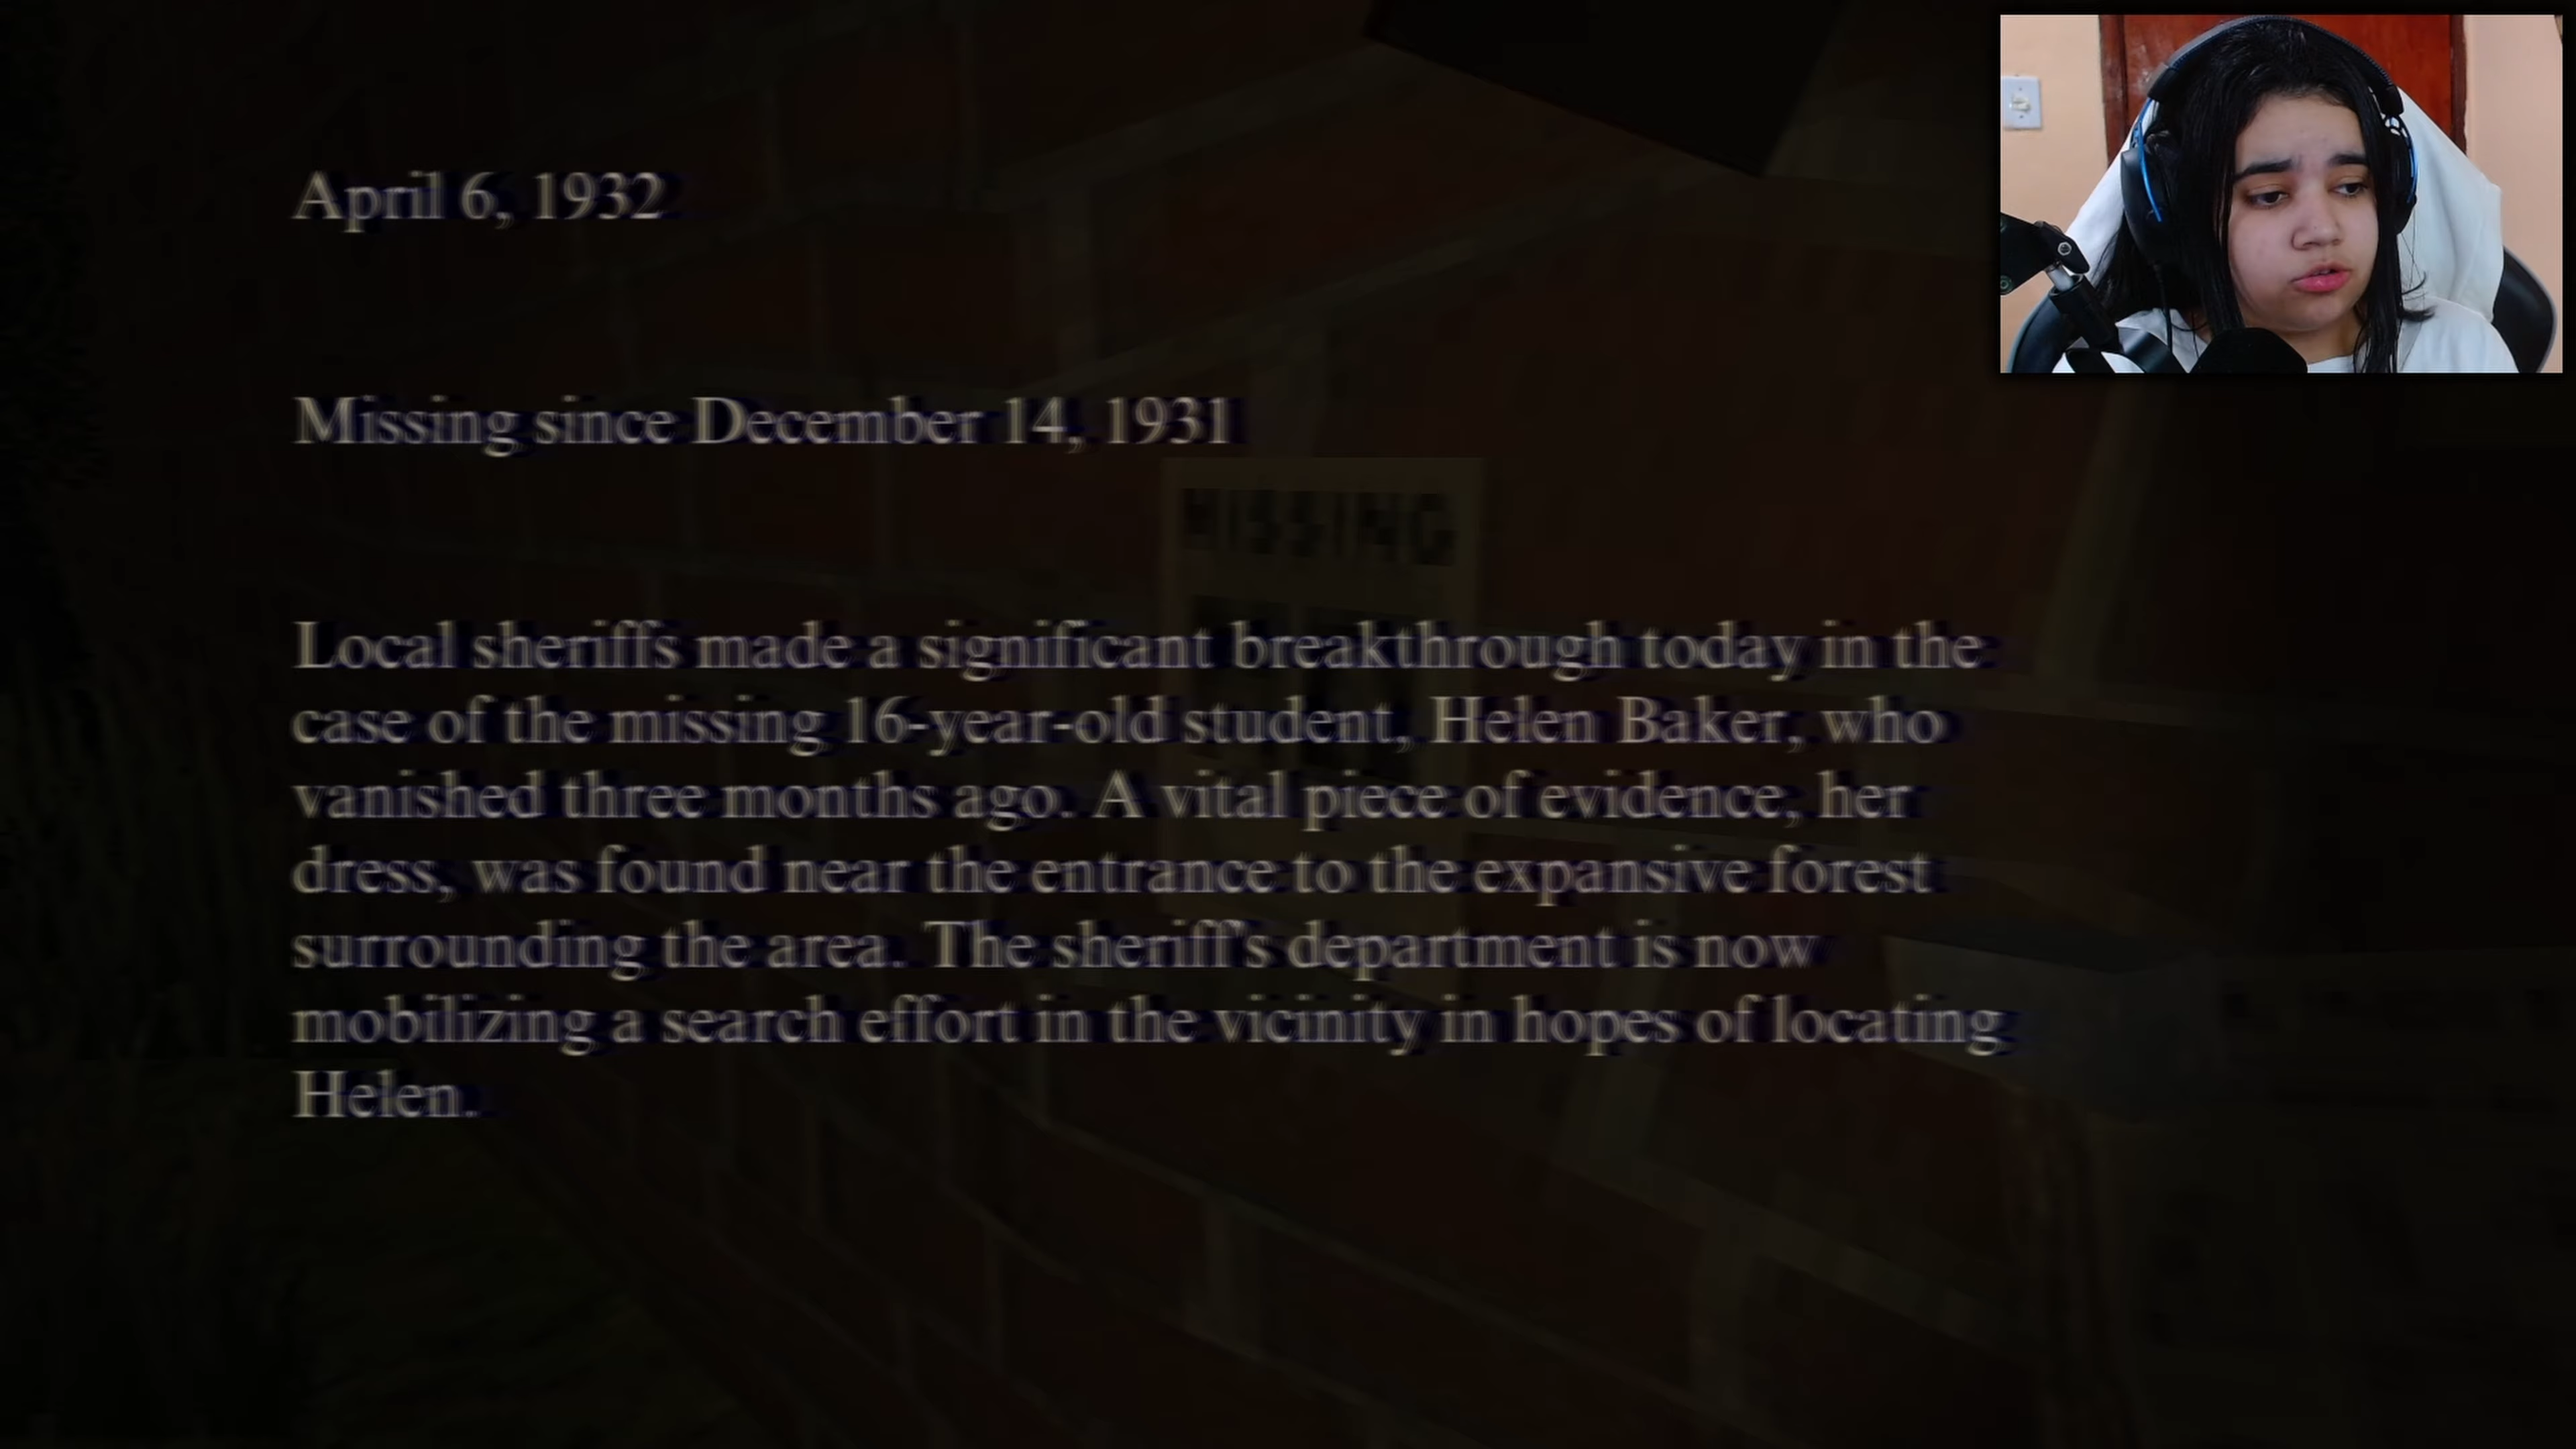 April 6, 1932
Missing since December 14, 1931
MISSING
Local sheriffs made a significant breakthrough today in the
case of the missing 16-year-old student, Helen Baker, who
vanished three months ago. A vital piece of evidence, her
dress, was found near the entrance to the expansive forest
surrounding the area. The sheriff's department is now
mobilizing a search effort in the vicinity in hopes of locating
Helen.